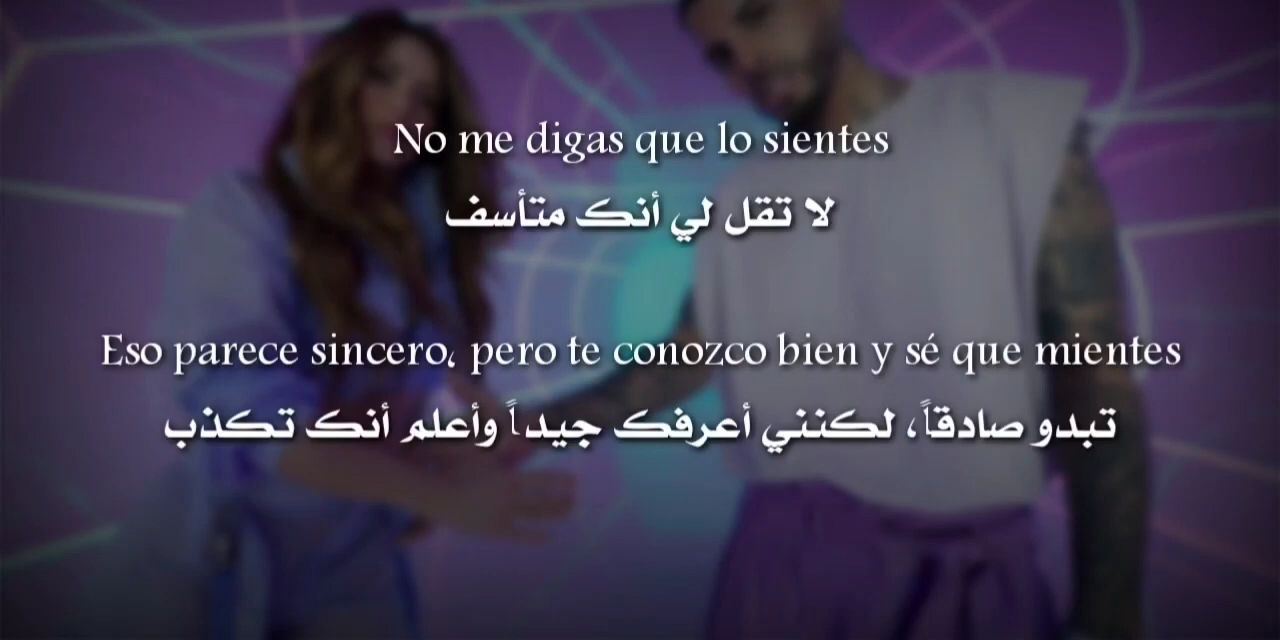 No me digas que lo sientes
لا تقل لي أنك متأسف
Eso parece sincero، pero te conozco bien y sé que mientes
تبدو صادقاً، لكنني أعرفك جيداً وأعلم أنك تكذب